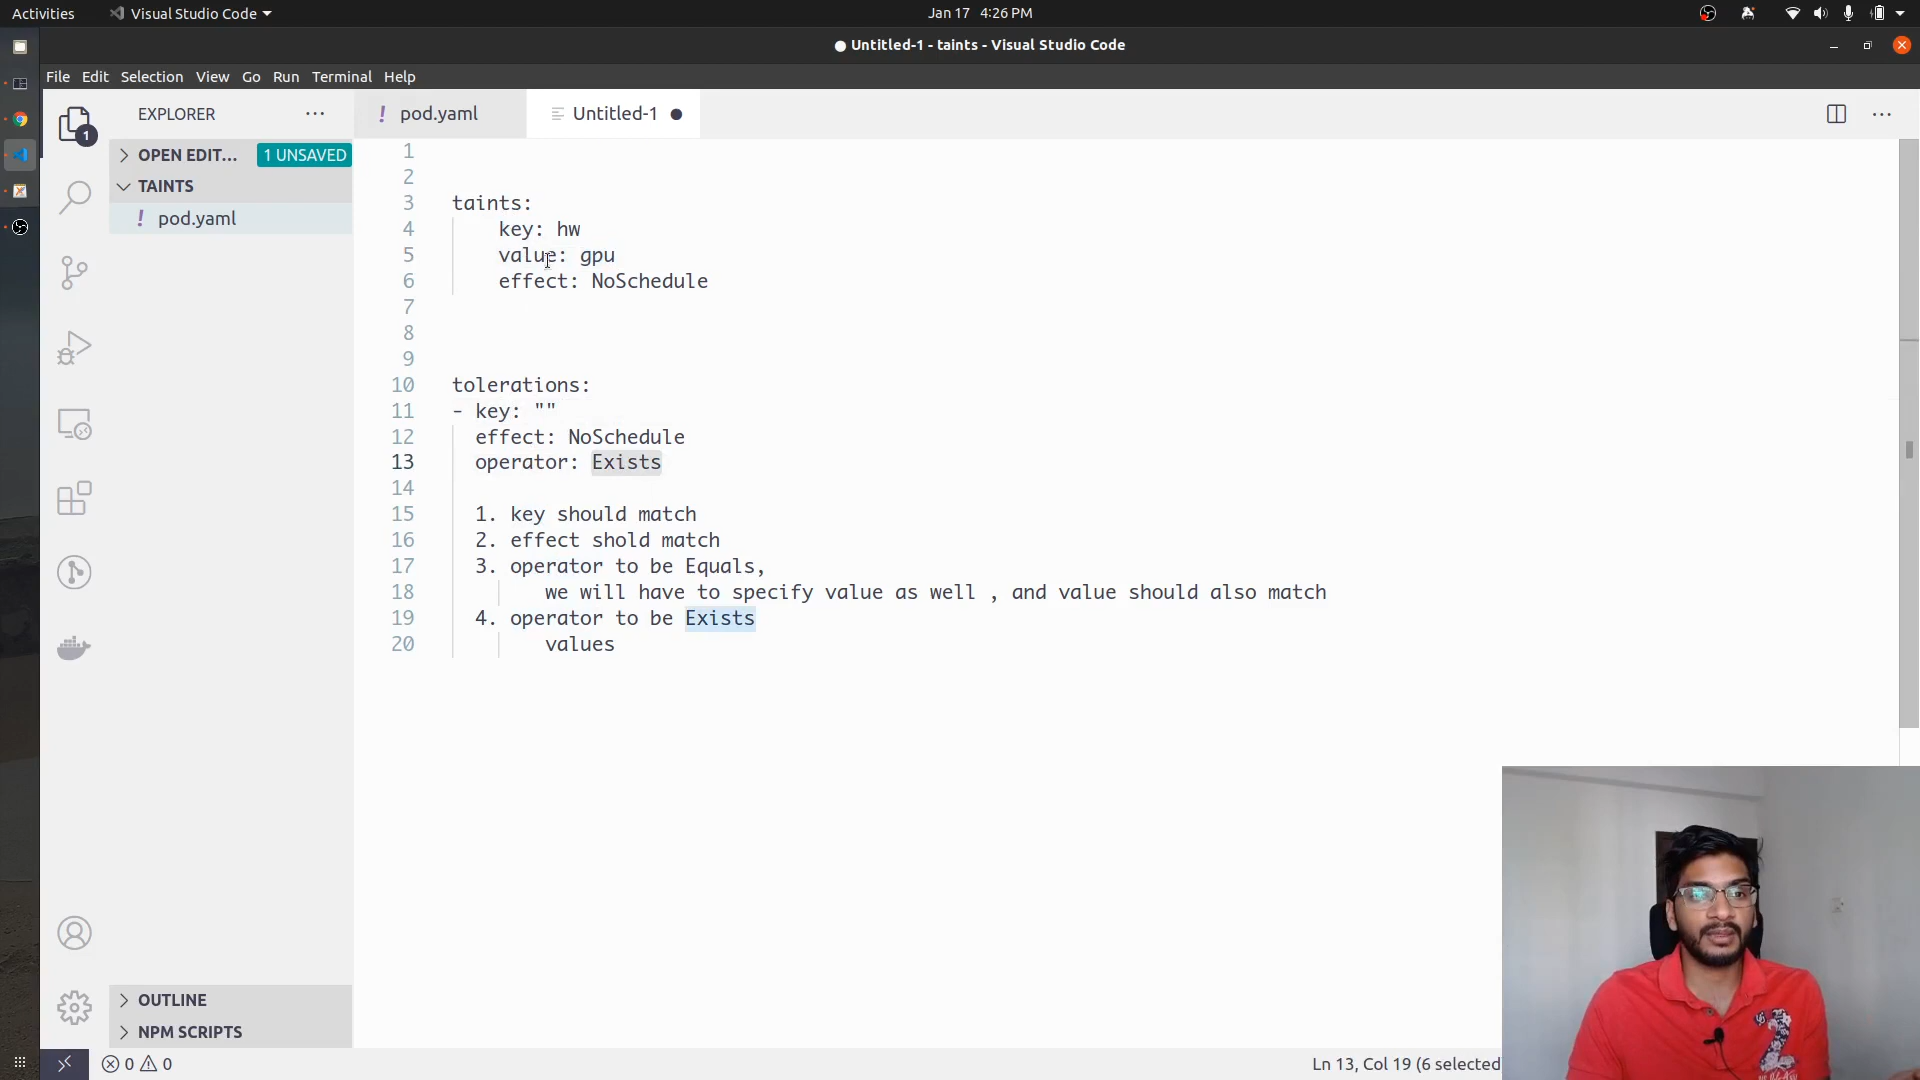 Activities Visual Studio Code Jan 17 4:26 PM
Untitled-1 - taints - Visual Studio Code
File Edit Selection View Go Run Terminal Help
EXPLORER ! pod.yaml Untitled-1
1
OPEN EDIT... 1 UNSAVED
TAINTS
! pod.yaml
1
2
3 taints:
4 key: hw
5 value: gpu
6 effect: NoSchedule
7
8
9
10 tolerations:
11 - key: ""
12 effect: NoSchedule
13 operator: Exists
14
15 1. key should match
16 2. effect shold match
17 3. operator to be Equals,
18 we will have to specify value as well , and value should also match
19 4. operator to be Exists
20 values
OUTLINE
NPM SCRIPTS
0 0 Ln 13, Col 19 (6 selected